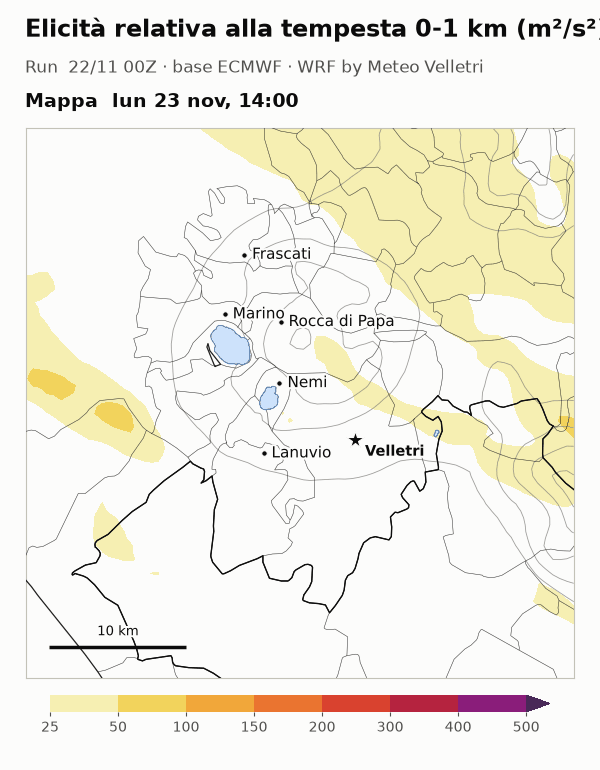 Elicità relativa alla tempesta 0-1 km (m²/s²)
Run  22/11 00Z · base ECMWF · WRF by Meteo Velletri
Mappa  lun 23 nov, 14:00
Frascati
Marino
Rocca di Papa
Nemi
Velletri
Lanuvio
10 km
25 50 100 150 200 300 400 500